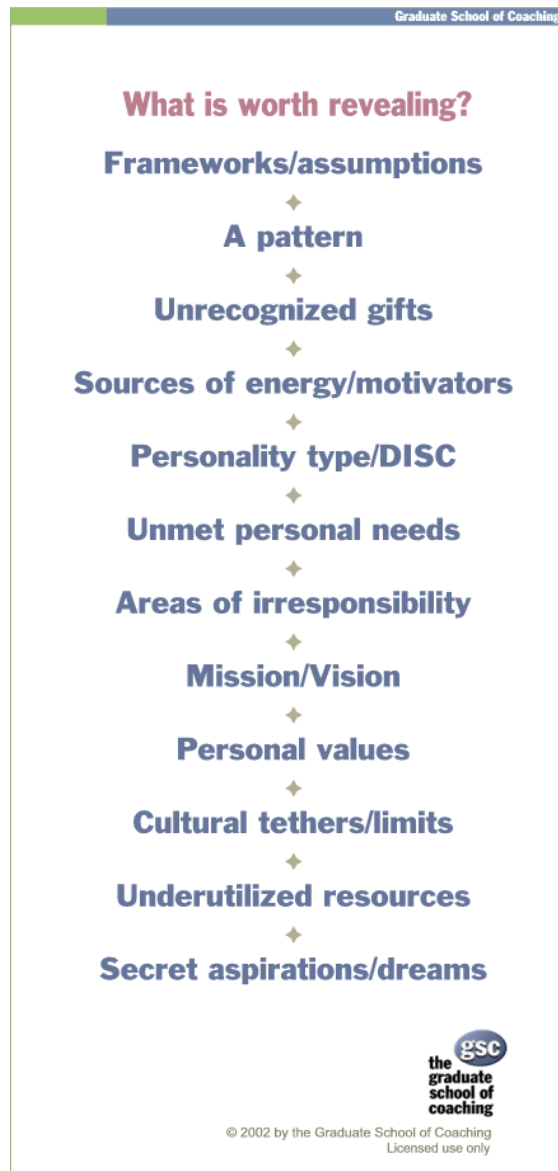 Graduate School of Coaching
What is worth revealing?
Frameworks/assumptions
A pattern
Unrecognized gifts
Sources of energy/motivators
Personality type/DISC
Unmet personal needs
Areas of irresponsibility
Mission/Vision
Personal values
Cultural tethers/limits
Underutilized resources
Secret aspirations/dreams
gsc
the
graduate
school of
coaching
© 2002 by the Graduate School of Coaching
Licensed use only